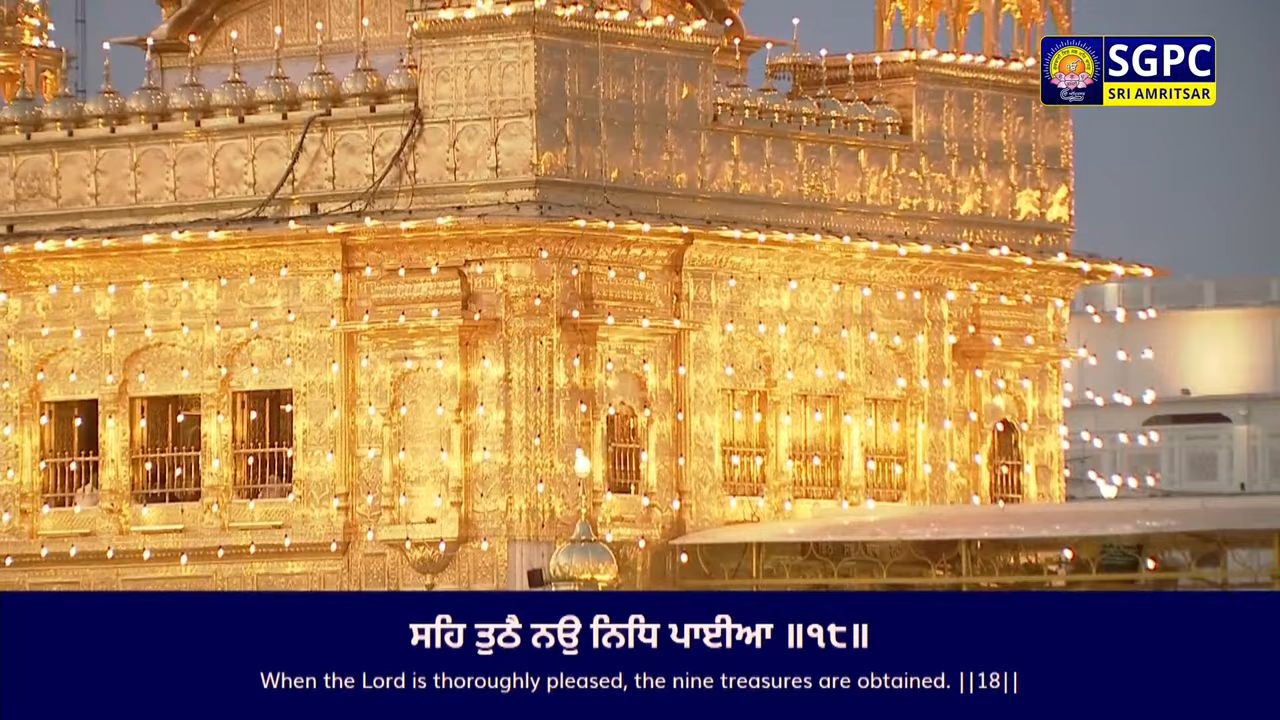 SGPC
SRI AMRITSAR
ਸਹਿ ਤੁਠੈ ਨਉ ਨਿਧਿ ਪਾਈਆ ॥੧੮॥
When the Lord is thoroughly pleased, the nine treasures are obtained. ||18||